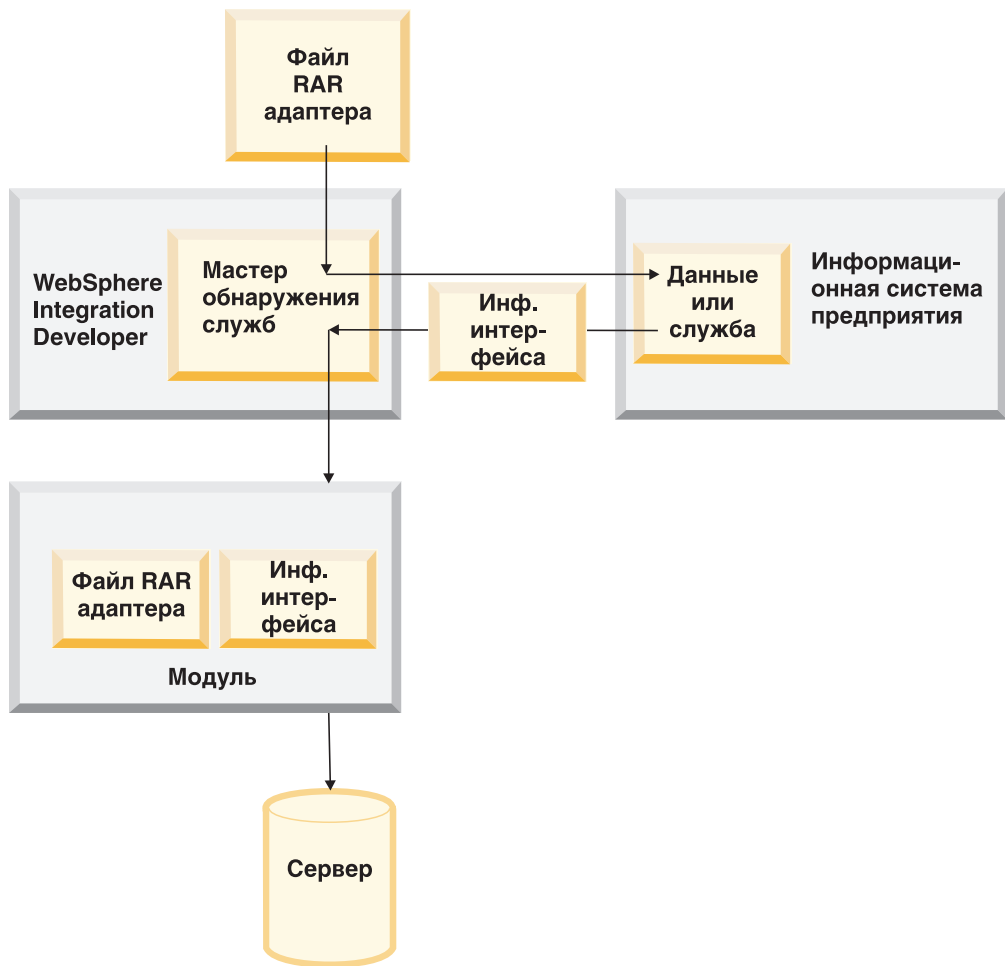 Файл
RAR
адаптера
WebSphere
Integration
Developer
Мастер
обнаружения
служб
Инф.
интер-
фейса
Данные
или
служба
Информаци-
онная система
предприятия
Файл RAR
адаптера
Инф.
интер-
фейса
Модуль
Сервер